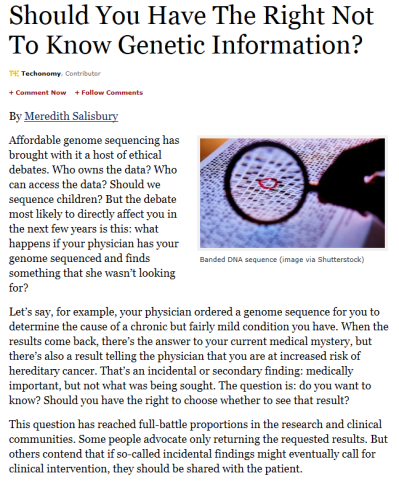 Should You Have The Right Not
To Know Genetic Information?
TE Techonomy, Contributor
+ Comment Now + Follow Comments
By Meredith Salisbury
Affordable genome sequencing has
brought with it a host of ethical
debates. Who owns the data? Who
can access the data? Should we
sequence children? But the debate
most likely to directly affect you in
the next few years is this: what
happens if your physician has your
genome sequenced and finds
something that she wasn't looking
for?
Banded DNA sequence (image via Shutterstock)
Let's say, for example, your physician ordered a genome sequence for you to
determine the cause of a chronic but fairly mild condition you have. When the
results come back, there's the answer to your current medical mystery, but
there's also a result telling the physician that you are at increased risk of
hereditary cancer. That's an incidental or secondary finding: medically
important, but not what was being sought. The question is: do you want to
know? Should you have the right to choose whether to see that result?
This question has reached full-battle proportions in the research and clinical
communities. Some people advocate only returning the requested results. But
others contend that if so-called incidental findings might eventually call for
clinical intervention, they should be shared with the patient.